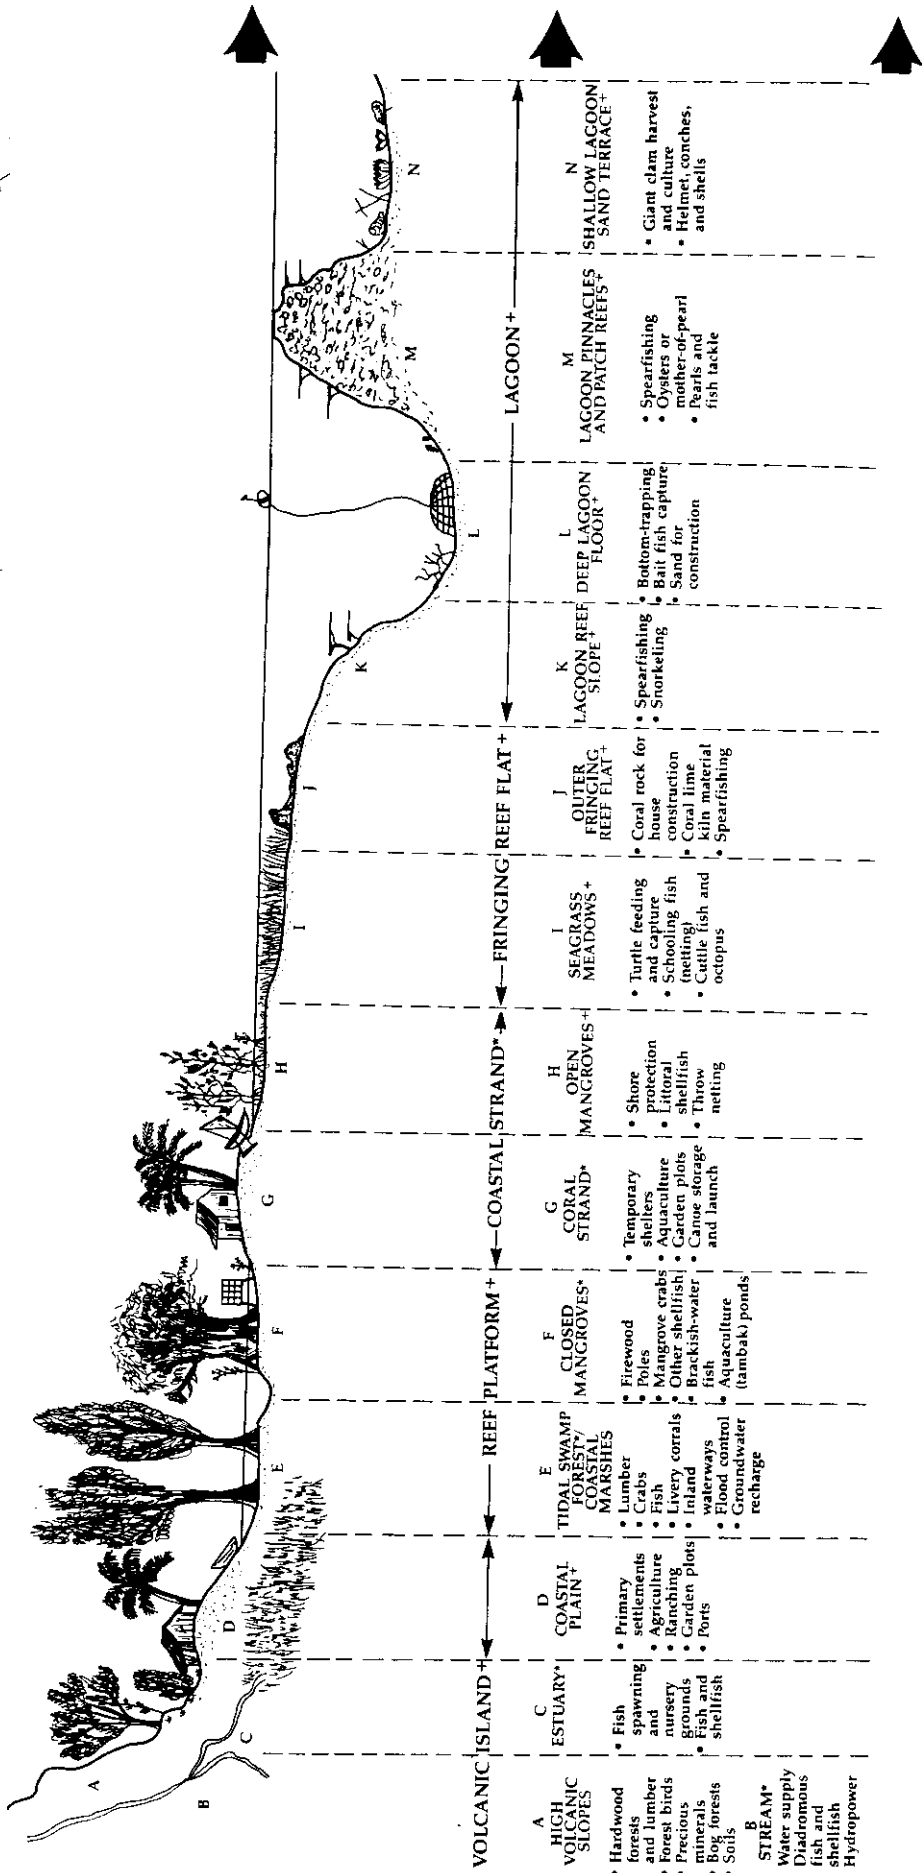 A
B
C
D
E
F
G
H
I
J
K
L
M
N
VOLCANIC ISLAND+
REEF PLATFORM+
COASTAL STRAND*
FRINGING REEF FLAT+
LAGOON+
A
HIGH
VOLCANIC
SLOPES
• Hardwood
forests
and lumber
• Forest birds
• Precious
minerals
• Bog forests
• Soils
B
STREAM*
Water supply
Diadromous
fish and
shellfish
Hydropower
C
ESTUARY*
• Fish
spawning
and
nursery
grounds
• Fish and
shellfish
D
COASTAL
PLAIN+
• Primary
settlements
• Agriculture
• Ranching
• Garden plots
• Ports
E
TIDAL SWAMP
FOREST*/
COASTAL
MARSHES
• Lumber
• Crabs
• Fish
• Livery corrals
• Inland
waterways
• Flood control
• Groundwater
recharge
F
CLOSED
MANGROVES*
• Firewood
• Poles
• Mangrove crabs
• Other shellfish
• Brackish-water
fish
• Aquaculture
(tambak) ponds
G
CORAL
STRAND*
• Temporary
shelters
• Aquaculture
• Garden plots
• Canoe storage
and launch
H
OPEN
MANGROVES+
• Shore
protection
• Littoral
shellfish
• Throw
netting
I
SEAGRASS
MEADOWS+
• Turtle feeding
and capture
• Schooling fish
(netting)
• Cuttle fish and
octopus
J
OUTER
FRINGING
REEF FLAT+
• Coral rock for
house
construction
• Coral lime
kiln material
• Spearfishing
K
LAGOON REEF
SLOPE+
• Spearfishing
• Snorkeling
L
DEEP LAGOON
FLOOR+
• Bottom-trapping
• Bait fish capture
• Sand for
construction
M
LAGOON PINNACLES
AND PATCH REEFS+
• Spearfishing
• Oysters or
mother-of-pearl
• Pearls and
fish tackle
N
SHALLOW LAGOON
SAND TERRACE+
• Giant clam harvest
and culture
• Helmet, conches,
and shells